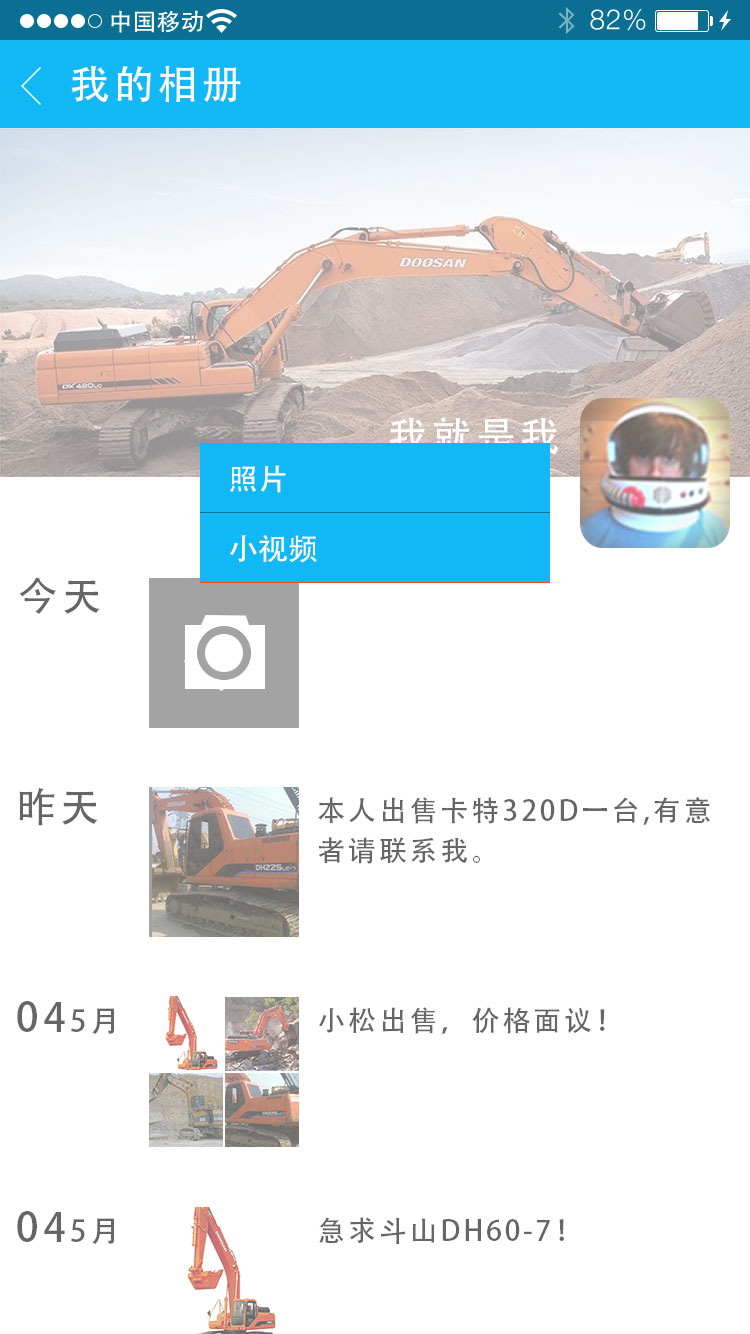 中国移动
82%
我的相册
DOOSAN
DX 420LC
我就是我
照片
小视频
今天
昨天
DH225LC-7
本人出售卡特320D一台,有意
者请联系我。
04 5月
小松出售，价格面议！
04 5月
急求斗山DH60-7！